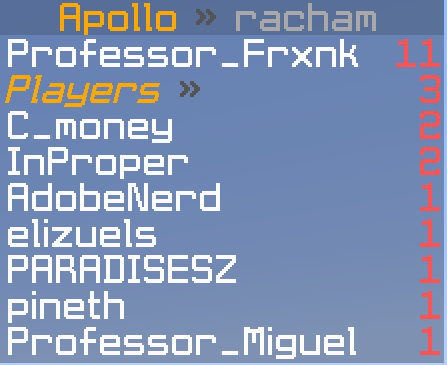 Apollo » racham
Professor_Frxnk 11
Players » 3
C_money 2
InProper 2
AdobeNerd 1
elizuels 1
PARADISESZ 1
pineth 1
Professor_Miguel 1